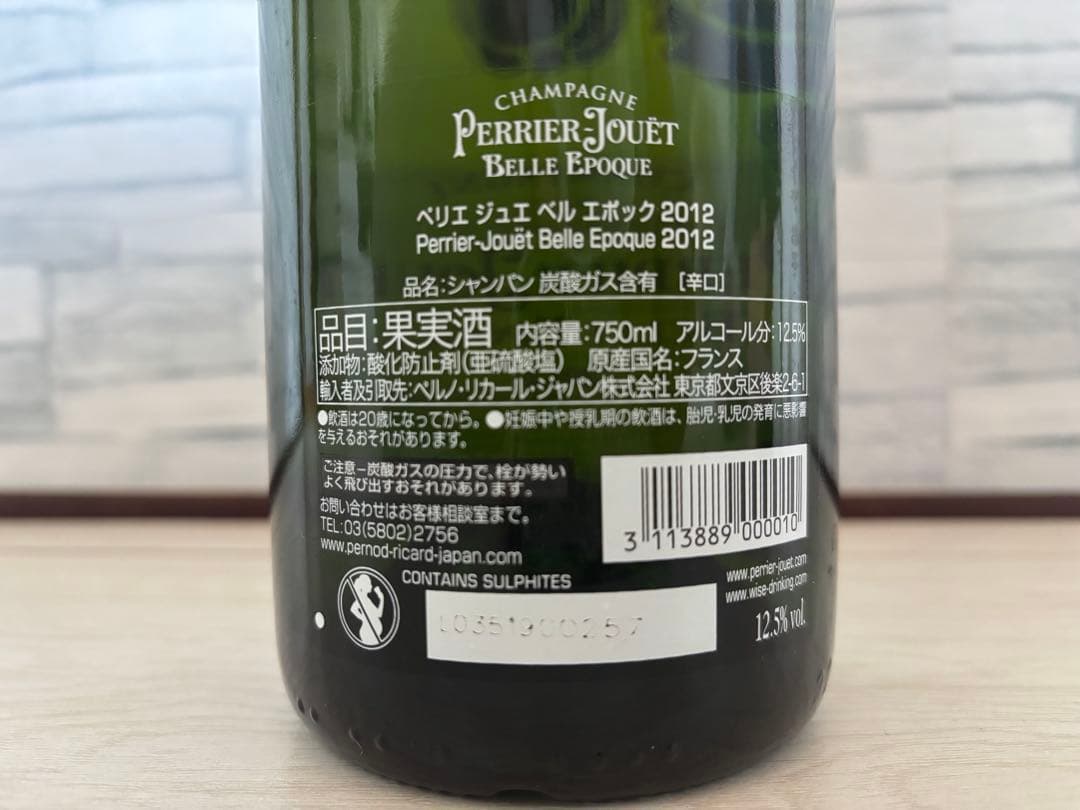 CHAMPAGNE
PERRIER-JOUËT
BELLE EPOQUE
ペリエ ジュエ ベル エポック 2012
Perrier-Jouët Belle Epoque 2012
品名:シャンパン 炭酸ガス含有 [辛口]
品目:果実酒 内容量:750ml アルコール分:12.5%
添加物:酸化防止剤(亜硫酸塩) 原産国名:フランス
輸入者及引取先:ペルノ・リカール・ジャパン株式会社 東京都文京区後楽2-6-1
●飲酒は20歳になってから。●妊娠中や授乳期の飲酒は、胎児・乳児の発育に悪影響
を与えるおそれがあります。
ご注意－炭酸ガスの圧力で、栓が勢い
よく飛び出すおそれがあります。
お問い合わせはお客様相談室まで。
TEL:03(5802)2756
www.pernod-ricard-japan.com
3 113889 000010
CONTAINS SULPHITES
www.perrier-jouet.com
www.wise-drinking.com
L0351900257
12.5% vol.